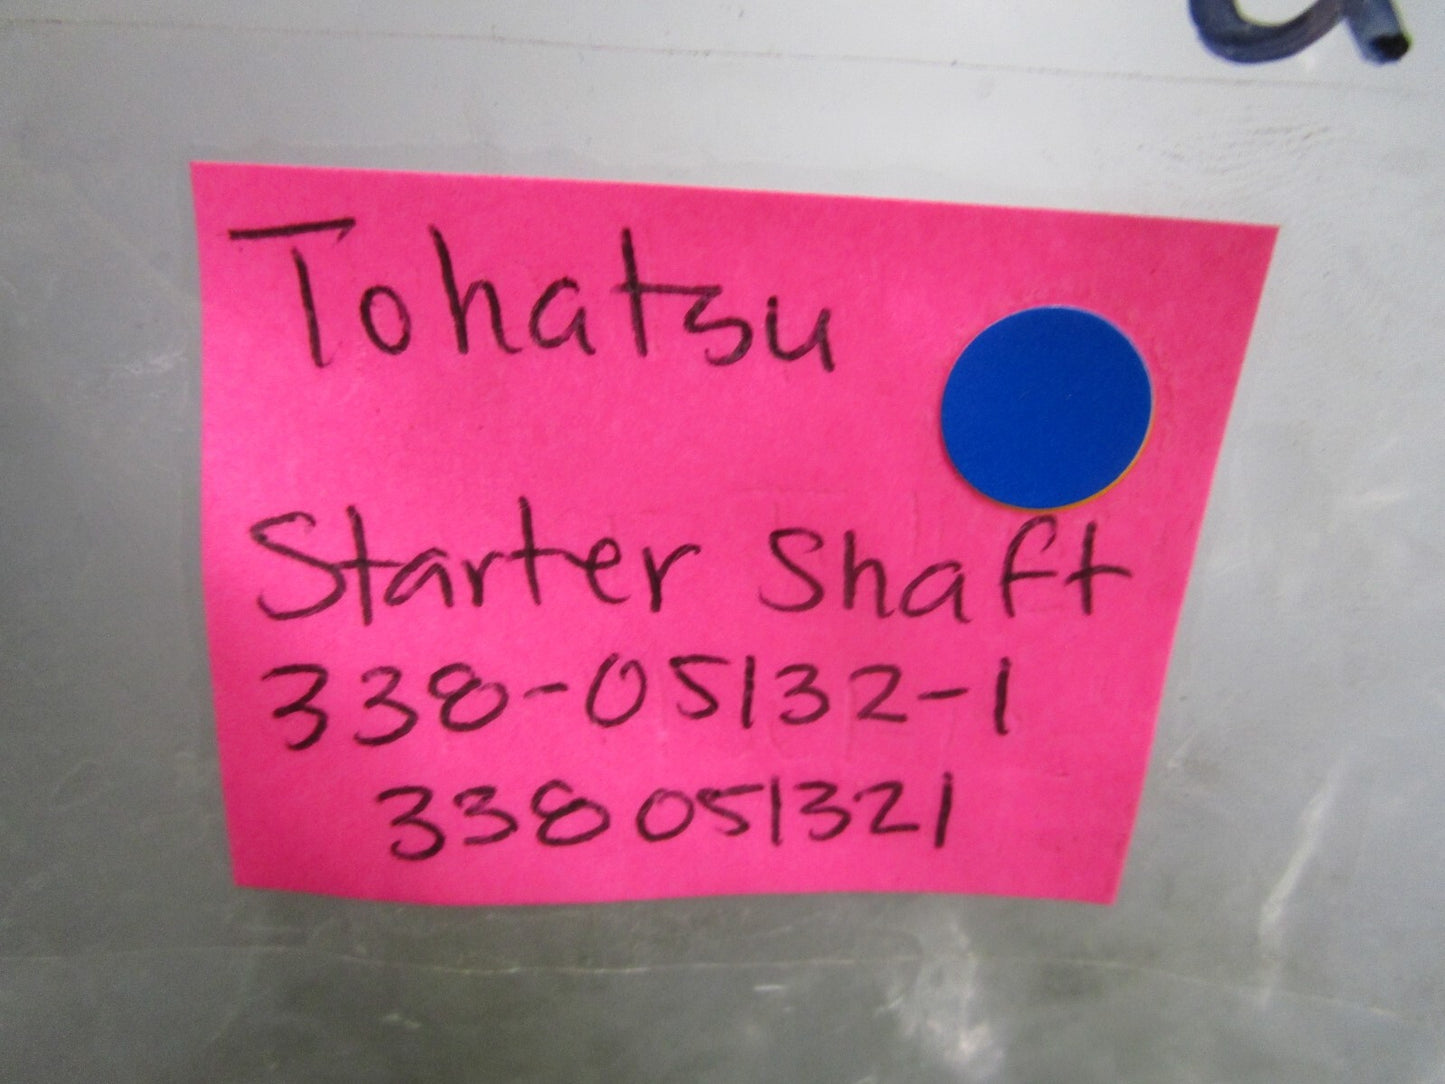 Tohatsu
Starter Shaft
338-05132-1
338051321